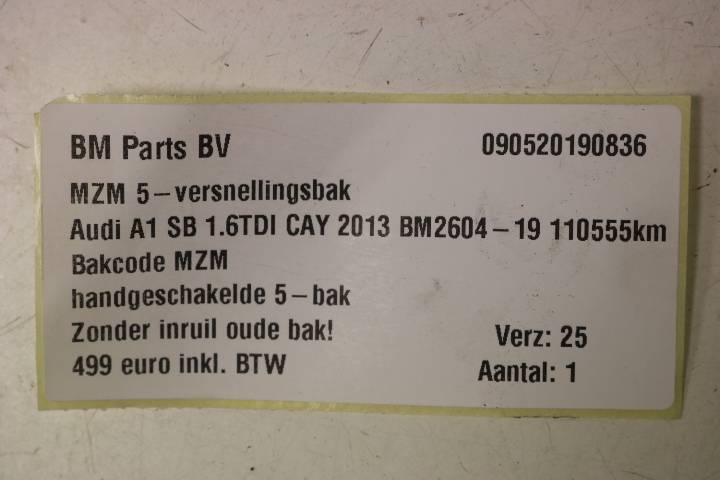 BM Parts BV 090520190836
MZM 5-versnellingsbak
Audi A1 SB 1.6TDI CAY 2013 BM2604-19 110555km
Bakcode MZM
handgeschakelde 5-bak
Zonder inruil oude bak! Verz: 25
499 euro inkl. BTW Aantal: 1